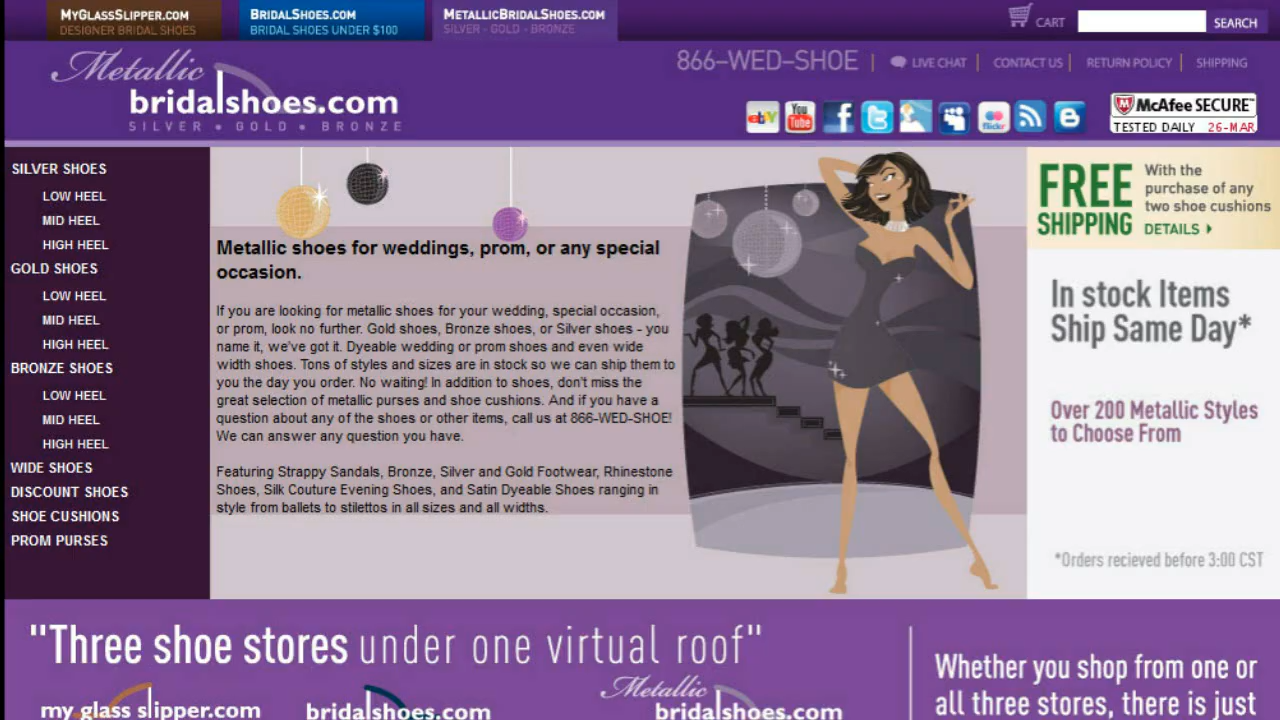 MYGLASSSLIPPER.COM
DESIGNER BRIDAL SHOES
BRIDALSHOES.COM
BRIDAL SHOES UNDER $100
METALLICBRIDALSHOES.COM
SILVER - GOLD - BRONZE
CART
SEARCH
Metallic
bridalshoes.com
SILVER • GOLD • BRONZE
866-WED-SHOE
LIVE CHAT
CONTACT US
RETURN POLICY
SHIPPING
ebY
You Tube
flickr
McAfee SECURE™
TESTED DAILY 26-MAR
SILVER SHOES
LOW HEEL
MID HEEL
HIGH HEEL
GOLD SHOES
LOW HEEL
MID HEEL
HIGH HEEL
BRONZE SHOES
LOW HEEL
MID HEEL
HIGH HEEL
WIDE SHOES
DISCOUNT SHOES
SHOE CUSHIONS
PROM PURSES
Metallic shoes for weddings, prom, or any special
occasion.
If you are looking for metallic shoes for your wedding, special occasion,
or prom, look no further. Gold shoes, Bronze shoes, or Silver shoes - you
name it, we've got it. Dyeable wedding or prom shoes and even wide
width shoes. Tons of styles and sizes are in stock so we can ship them to
you the day you order. No waiting! In addition to shoes, don't miss the
great selection of metallic purses and shoe cushions. And if you have a
question about any of the shoes or other items, call us at 866-WED-SHOE!
We can answer any question you have.
Featuring Strappy Sandals, Bronze, Silver and Gold Footwear, Rhinestone
Shoes, Silk Couture Evening Shoes, and Satin Dyeable Shoes ranging in
style from ballets to stilettos in all sizes and all widths.
FREE
SHIPPING
With the
purchase of any
two shoe cushions
DETAILS
In stock Items
Ship Same Day*
Over 200 Metallic Styles
to Choose From
*Orders recieved before 3:00 CST
"Three shoe stores under one virtual roof"
my glass slipper.com
bridalshoes.com
Metallic
bridalshoes.com
Whether you shop from one or
all three stores, there is just